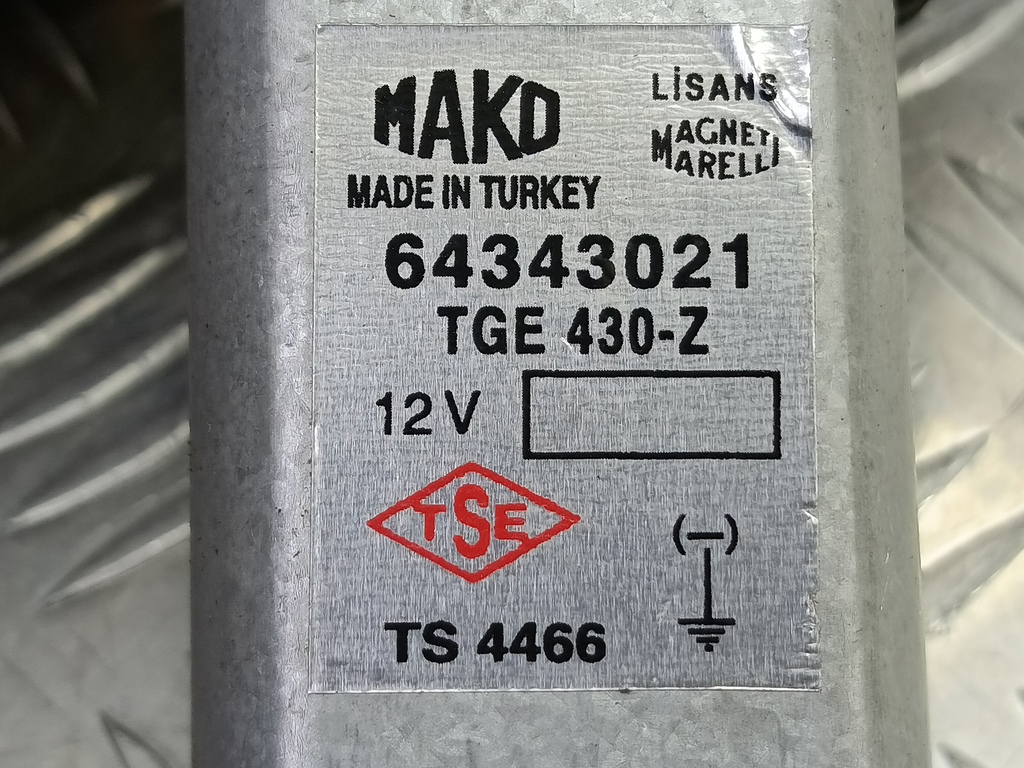 MAKO
LİSANS
MAGNETI
MARELLI
MADE IN TURKEY
64343021
TGE 430-Z
12V
TSE
(-)
TS 4466